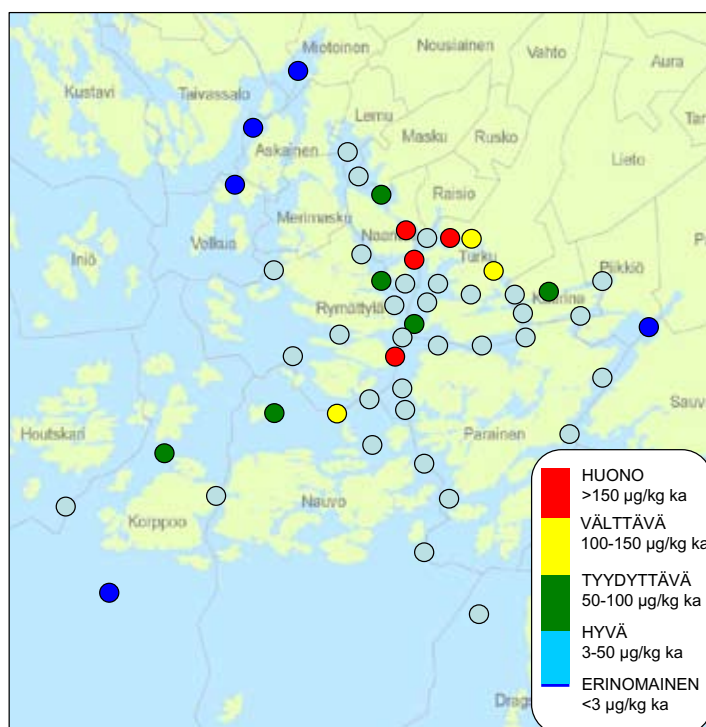 Mietoinen
Nousiainen
Vahto
Aura
Kustavi
Taivassalo
Lemu
Masku
Rusko
Askainen
Lieto
Raisio
Merimasku
Velkua
Turku
Iniö
Piikkiö
Rymättylä
Sauvo
Houtskari
Parainen
Nauvo
Korppoo
HUONO
>150 µg/kg ka
VÄLTTÄVÄ
100-150 µg/kg ka
TYYDYTTÄVÄ
50-100 µg/kg ka
HYVÄ
3-50 µg/kg ka
ERINOMAINEN
<3 µg/kg ka